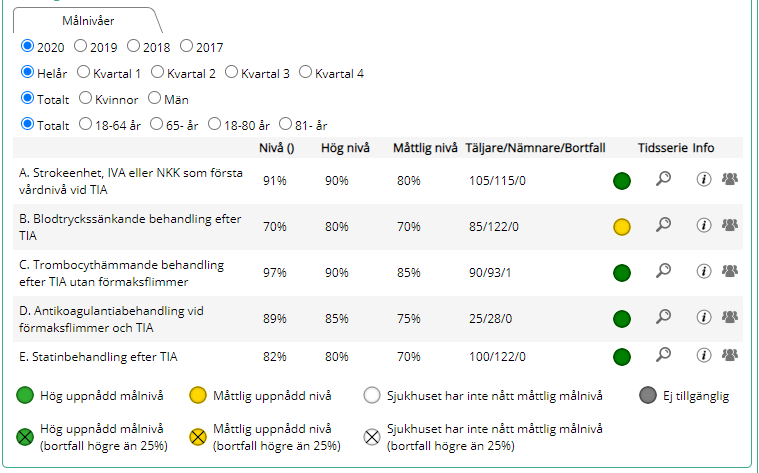 Målnivåer
2020 2019 2018 2017
Helår Kvartal 1 Kvartal 2 Kvartal 3 Kvartal 4
Totalt Kvinnor Män
Totalt 18-64 år 65- år 18-80 år 81- år
Nivå () Hög nivå Måttlig nivå Täljare/Nämnare/Bortfall Tidsserie Info
A. Strokeenhet, IVA eller NKK som första
vårdnivå vid TIA
91% 90% 80% 105/115/0
B. Blodtryckssänkande behandling efter
TIA
70% 80% 70% 85/122/0
C. Trombocythämmande behandling
efter TIA utan förmaksflimmer
97% 90% 85% 90/93/1
D. Antikoagulantiabehandling vid
förmaksflimmer och TIA
89% 85% 75% 25/28/0
E. Statinbehandling efter TIA 82% 80% 70% 100/122/0
Hög uppnådd målnivå Måttlig uppnådd nivå Sjukhuset har inte nått måttlig målnivå Ej tillgänglig
Hög uppnådd målnivå
(bortfall högre än 25%)
Måttlig uppnådd nivå
(bortfall högre än 25%)
Sjukhuset har inte nått måttlig målnivå
(bortfall högre än 25%)